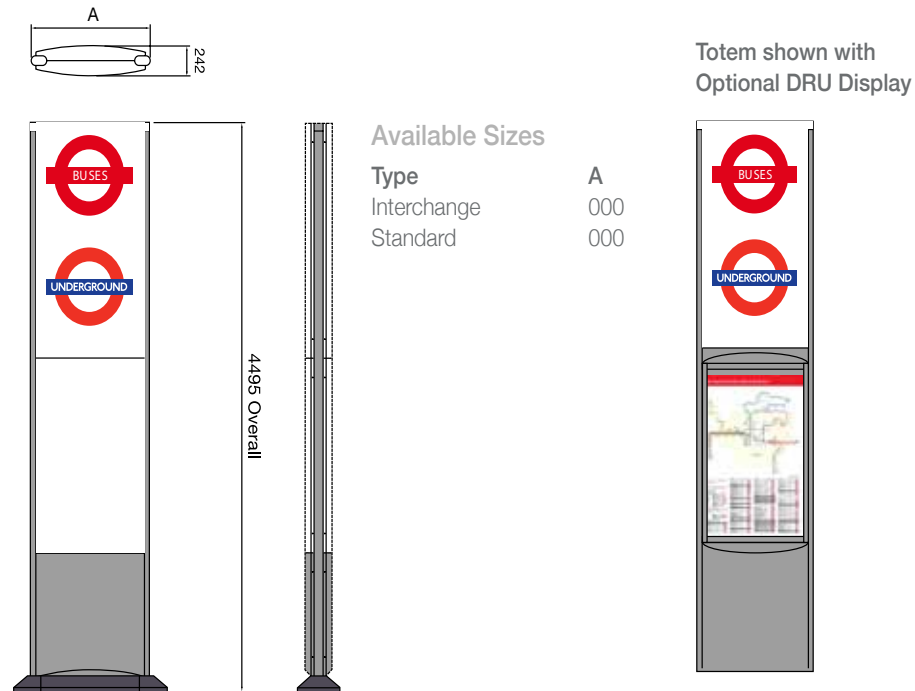 A
242
Totem shown with
Optional DRU Display
BUSES
UNDERGROUND
4495 Overall
Available Sizes
Type A
Interchange 000
Standard 000
BUSES
UNDERGROUND